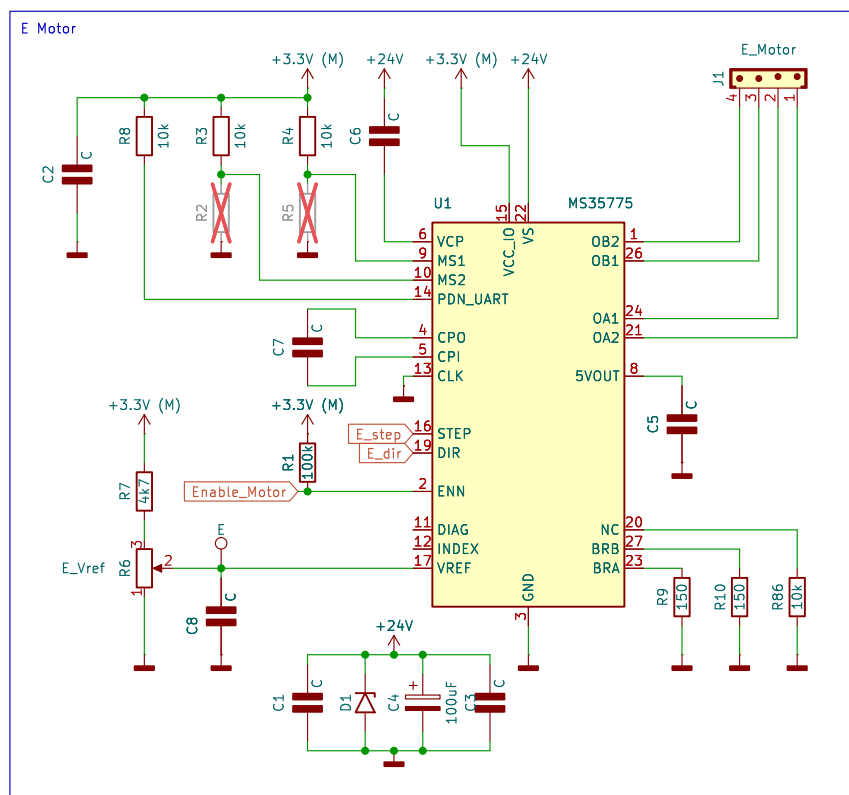 E Motor
+3.3V (M)
+24V
+3.3V (M)
+24V
E_Motor
J1
4
3
2
1
R8
10k
R3
10k
R4
10k
C6
C
C2
C
R2
R5
U1
MS35775
15
VCC_IO
22
VS
6
VCP
9
MS1
10
MS2
14
PDN_UART
4
CPO
5
CPI
13
CLK
16
STEP
19
DIR
2
ENN
11
DIAG
12
INDEX
17
VREF
1
OB2
26
OB1
24
OA1
21
OA2
8
5VOUT
20
NC
27
BRB
23
BRA
3
GND
C7
C
+3.3V (M)
+3.3V (M)
R1
100k
E_step
E_dir
Enable_Motor
R7
4k7
E
E_Vref
R6
3
2
1
C8
C
C5
C
R9
150
R10
150
R86
10k
+24V
C1
C
D1
C4
+
100uF
C3
C